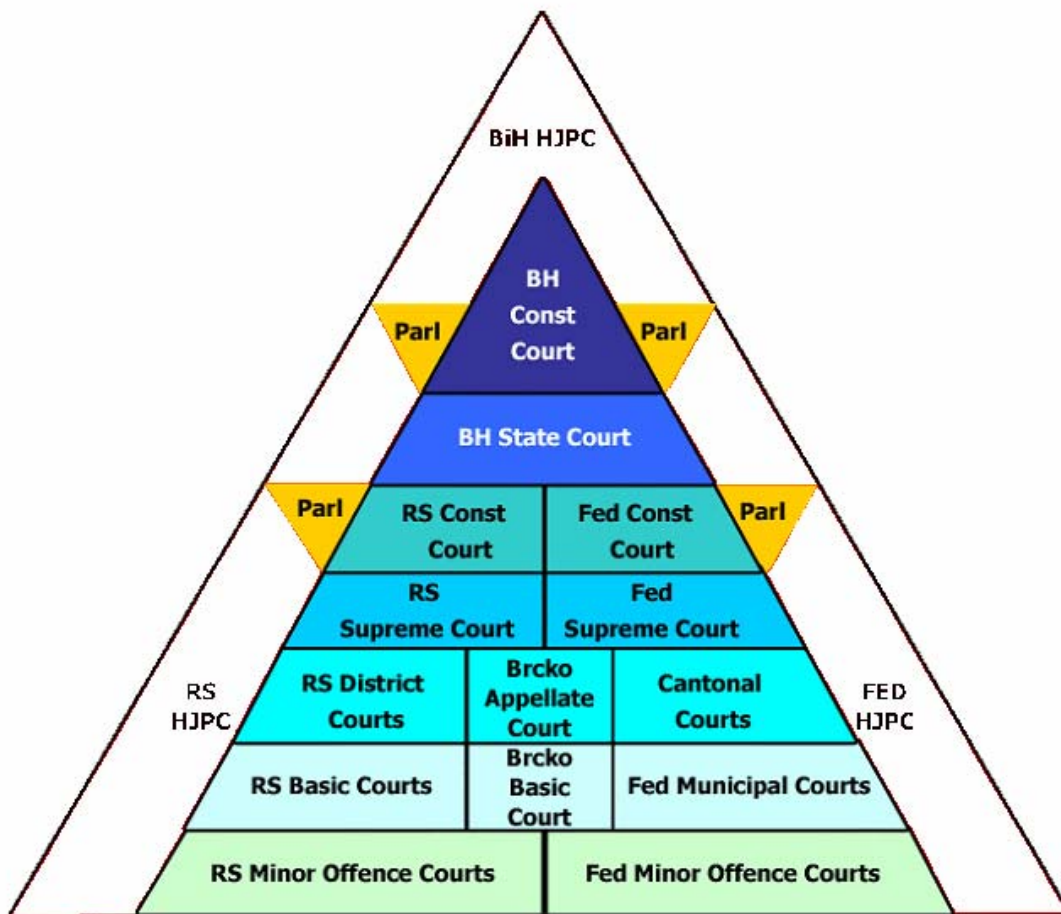 BiH HJPC
BH
Const
Court
Parl
Parl
BH State Court
Parl
RS Const
Court
Fed Const
Court
Parl
RS
Supreme Court
Fed
Supreme Court
RS
HJPC
RS District
Courts
Brcko
Appellate
Court
Cantonal
Courts
FED
HJPC
RS Basic Courts
Brcko
Basic
Court
Fed Municipal Courts
RS Minor Offence Courts
Fed Minor Offence Courts